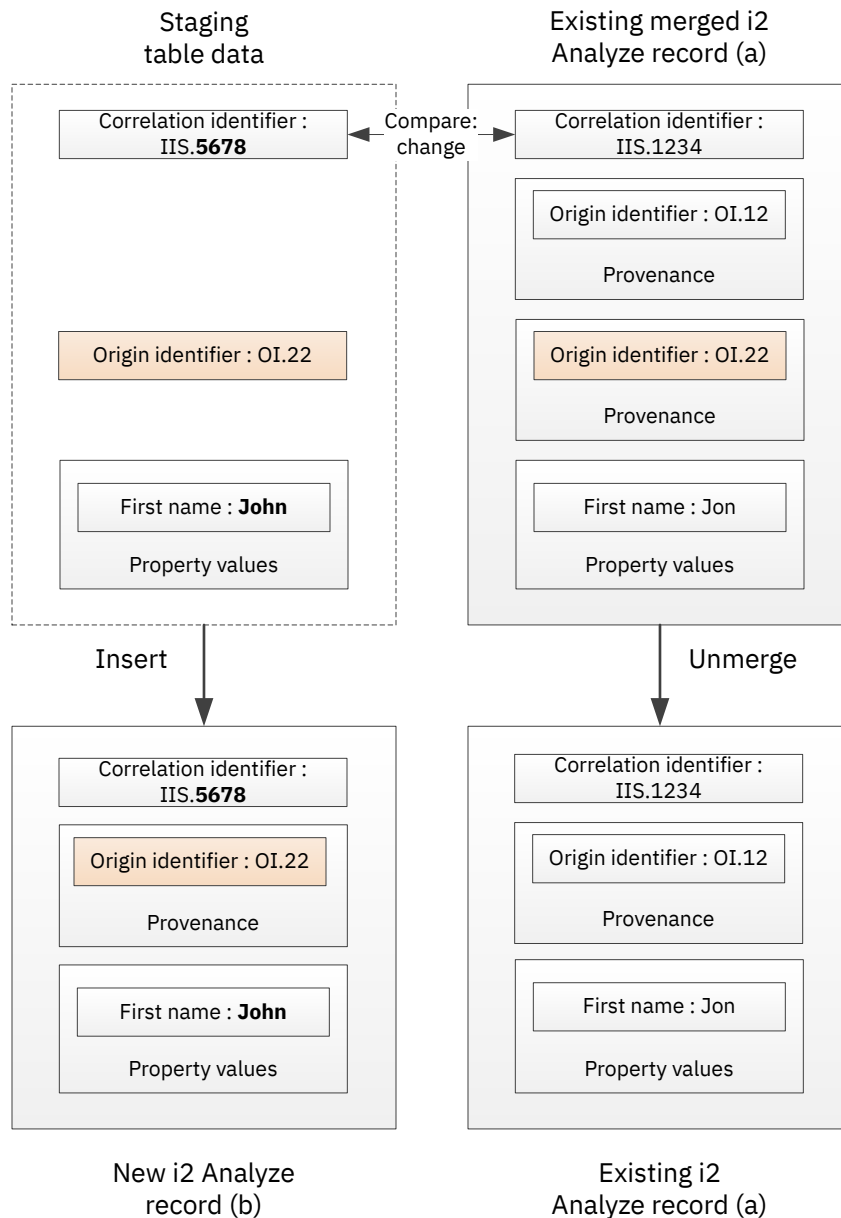 Staging
table data
Existing merged i2
Analyze record (a)
Correlation identifier :
IIS.5678
Compare:
change
Correlation identifier :
IIS.1234
Origin identifier : OI.12
Provenance
Origin identifier : OI.22
Origin identifier : OI.22
Provenance
First name : John
Property values
First name : Jon
Property values
Insert
Unmerge
Correlation identifier :
IIS.5678
Origin identifier : OI.22
Provenance
First name : John
Property values
Correlation identifier :
IIS.1234
Origin identifier : OI.12
Provenance
First name : Jon
Property values
New i2 Analyze
record (b)
Existing i2
Analyze record (a)